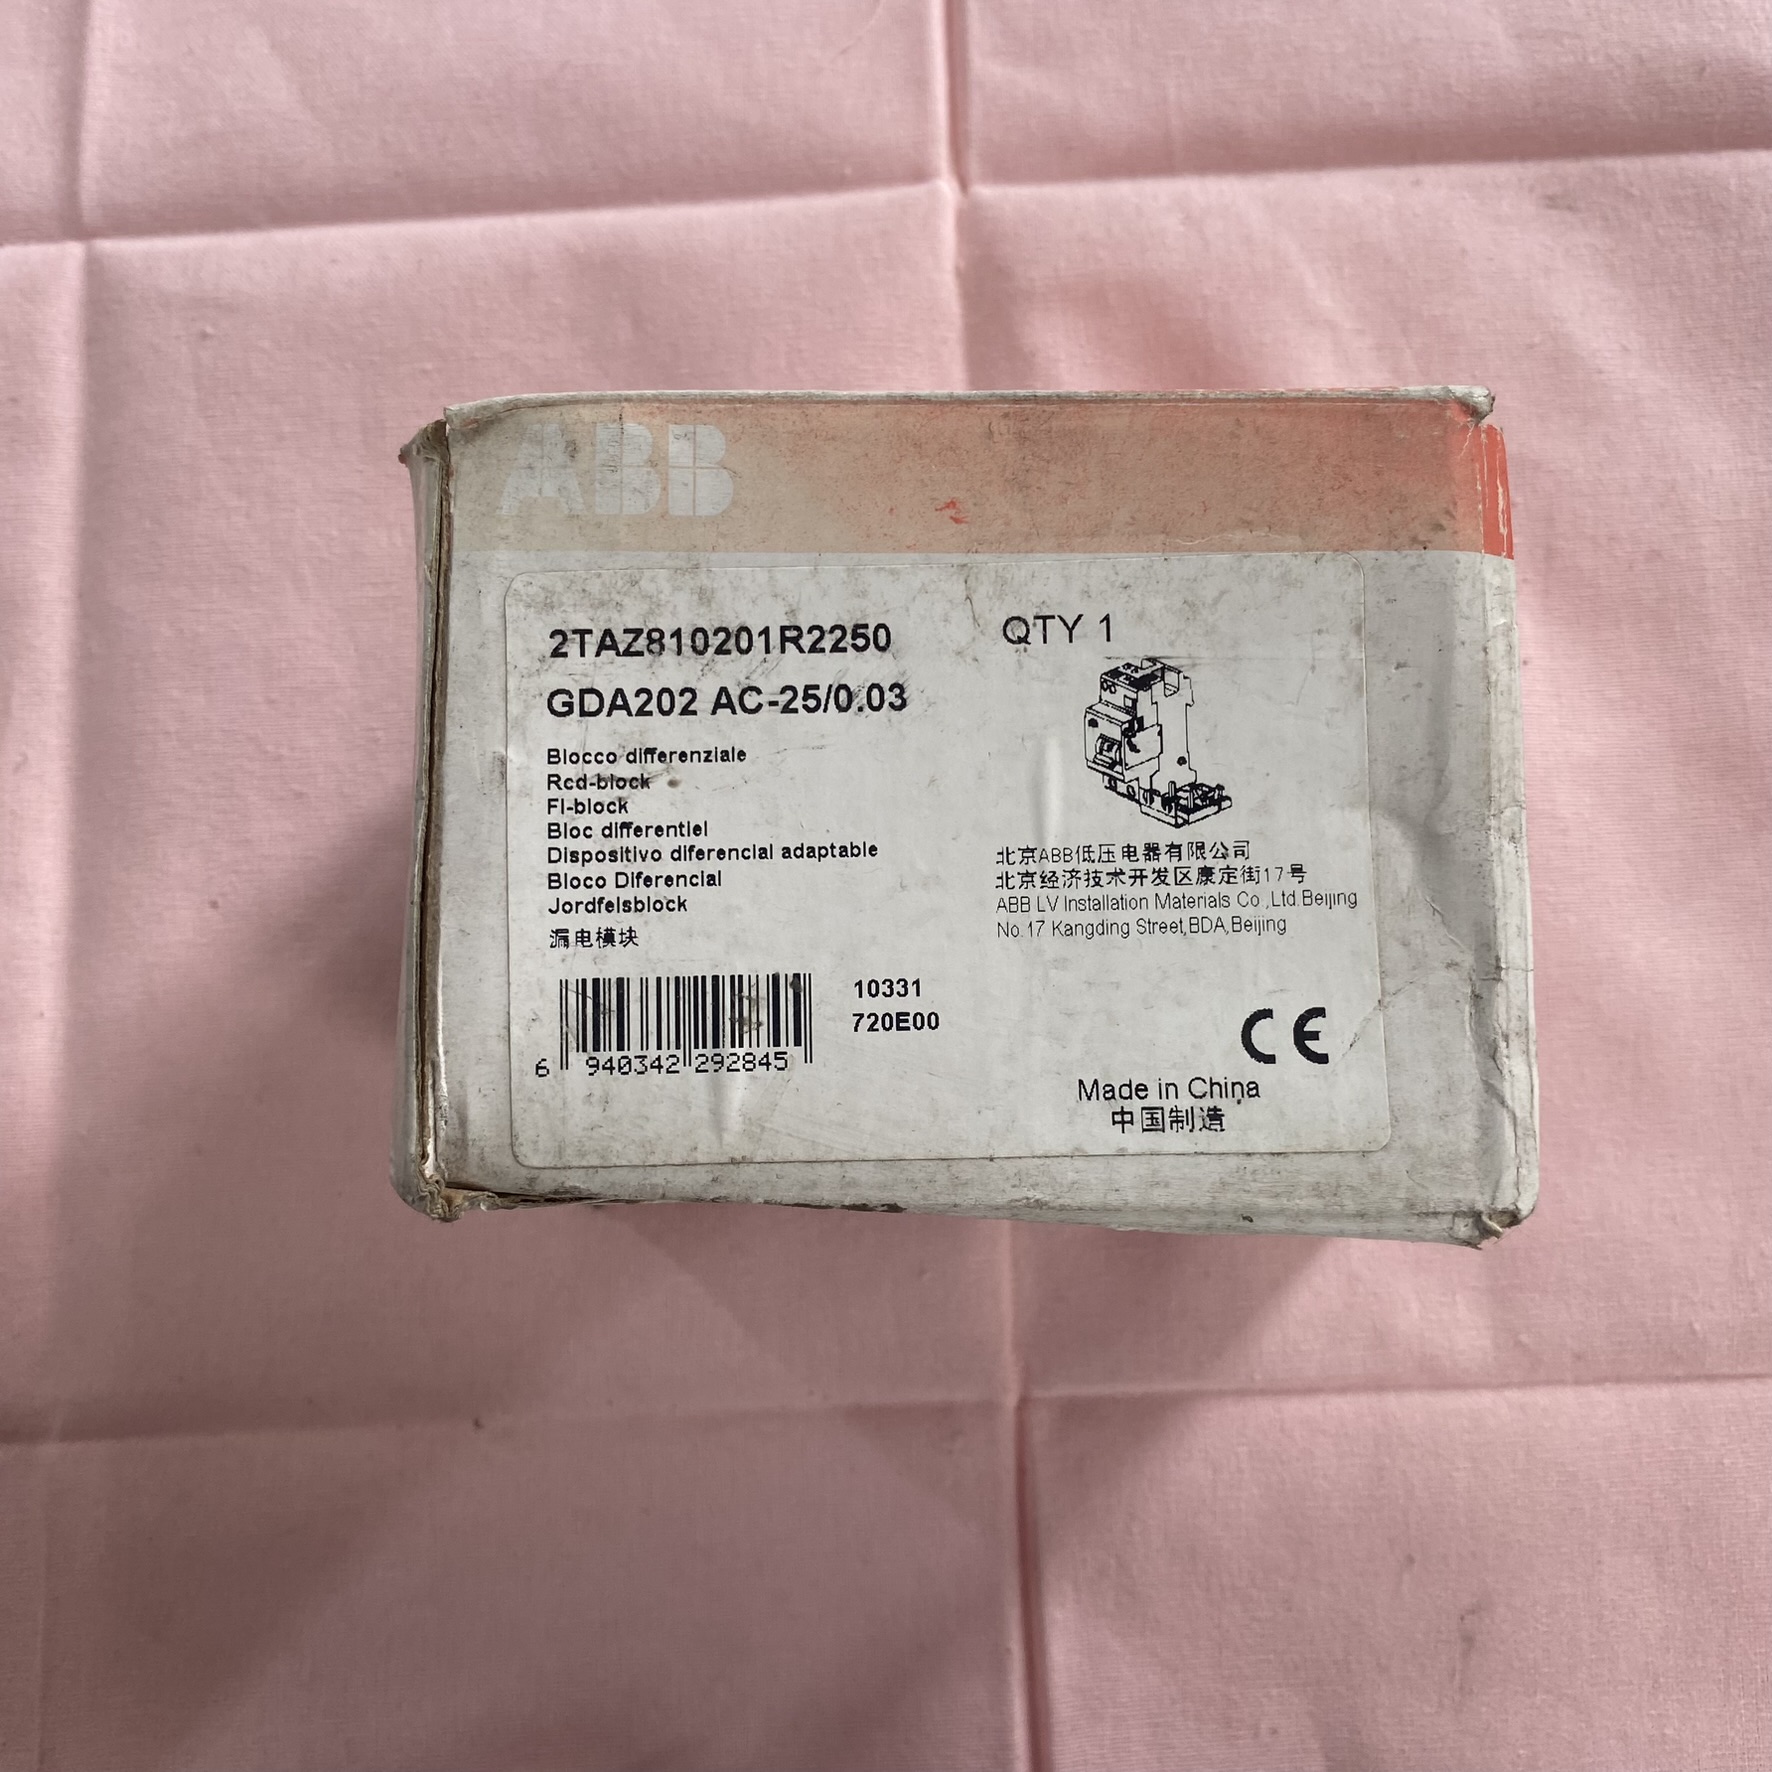 ABB
2TAZ810201R2250
QTY 1
GDA202 AC-25/0.03
Blocco differenziale
Rcd-block
FI-block
Bloc differentiel
Dispositivo diferencial adaptable
Bloco Diferencial
Jordfelsblock
漏电模块
北京ABB低压电器有限公司
北京经济技术开发区康定街17号
ABB LV Installation Materials Co.,Ltd.Beijing
No.17 Kangding Street,BDA,Beijing
10331
720E00
6 940342 292845
CE
Made in China
中国制造